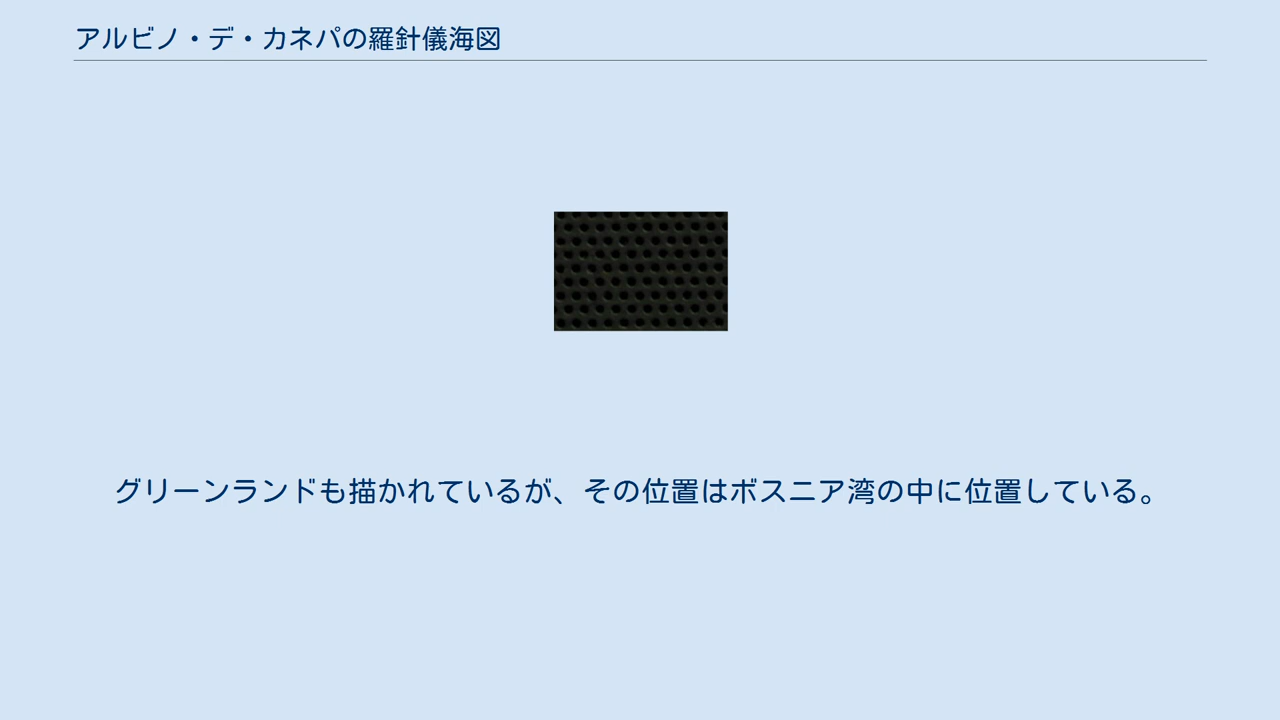 アルビノ・デ・カネパの羅針儀海図
グリーンランドも描かれているが、その位置はボスニア湾の中に位置している。